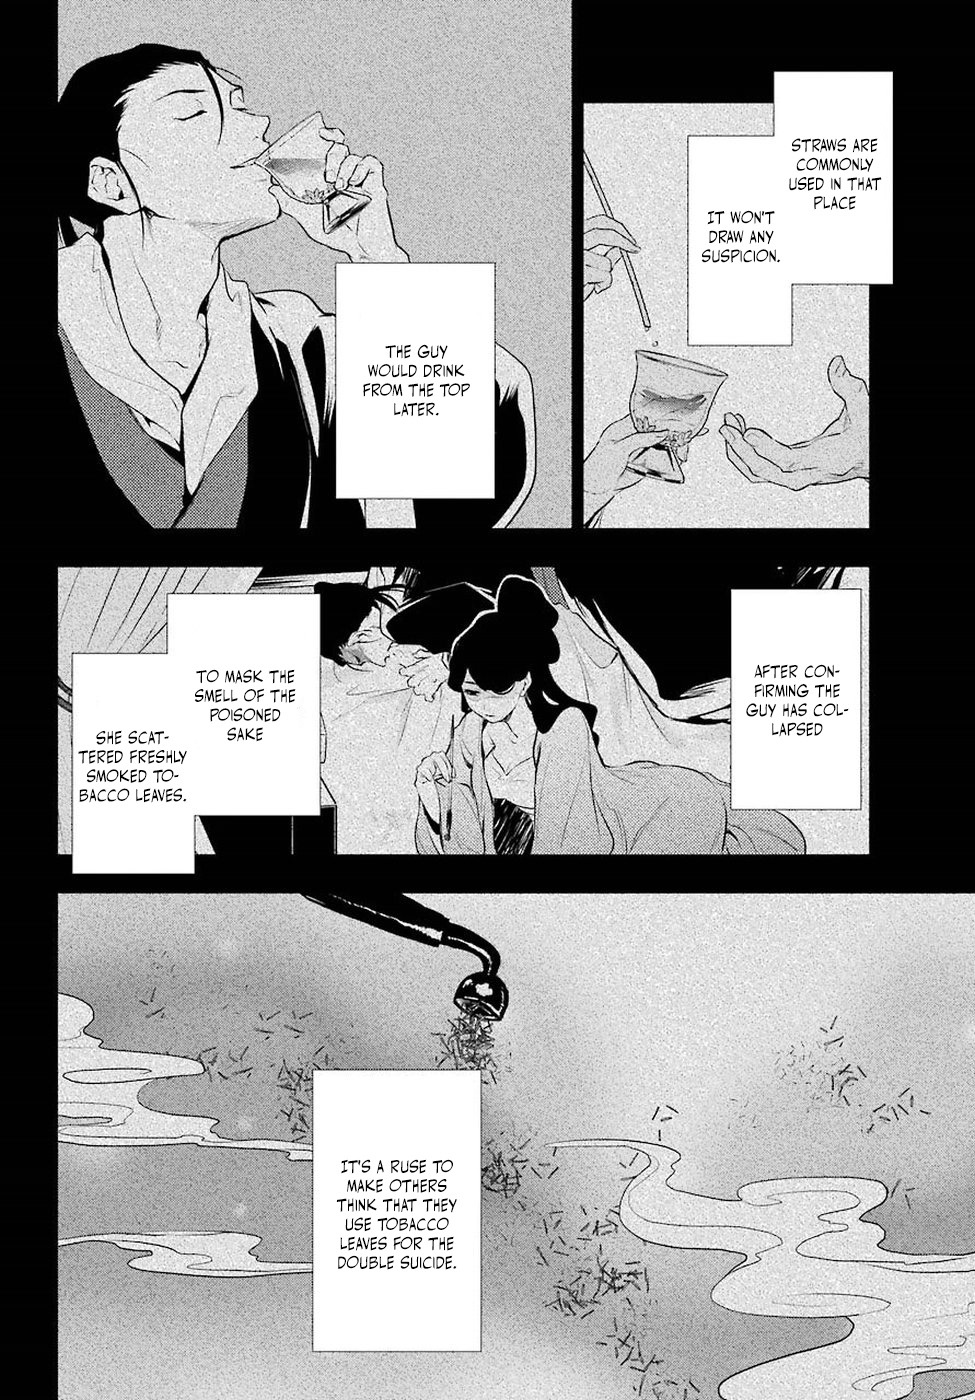 STRAWS ARE
COMMONLY
USED IN THAT
PLACE
IT WON'T
DRAW ANY
SUSPICION.
THE GUY
WOULD DRINK
FROM THE TOP
LATER.
AFTER CON-
FIRMING THE
GUY HAS COL-
LAPSED
TO MASK THE
SMELL OF THE
POISONED
SAKE
SHE SCAT-
TERED FRESHLY
SMOKED TO-
BACCO LEAVES.
IT'S A RUSE TO
MAKE OTHERS
THINK THAT THEY
USE TOBACCO
LEAVES FOR THE
DOUBLE SUICIDE.